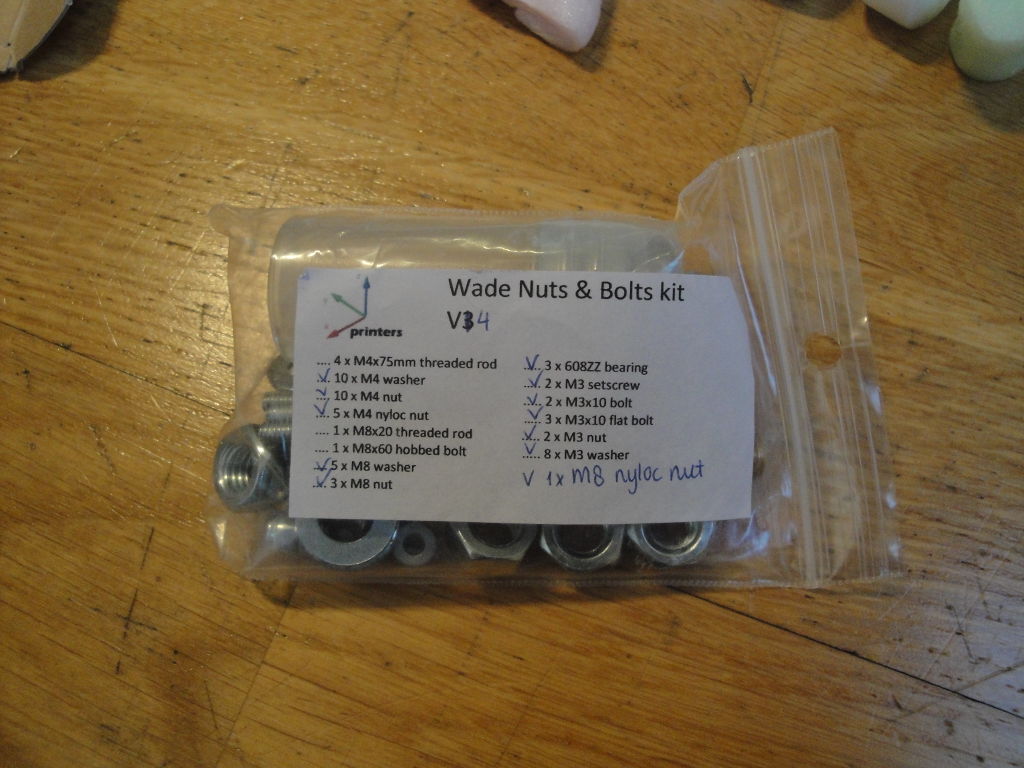 Wade Nuts & Bolts kit
V34
printers
.... 4 x M4x75mm threaded rod
.... 10 x M4 washer
.... 10 x M4 nut
.... 5 x M4 nyloc nut
.... 1 x M8x20 threaded rod
.... 1 x M8x60 hobbed bolt
.... 5 x M8 washer
.... 3 x M8 nut
..... 3 x 608ZZ bearing
..... 2 x M3 setscrew
..... 2 x M3x10 bolt
..... 3 x M3x10 flat bolt
..... 2 x M3 nut
..... 8 x M3 washer
V 1x M8 nyloc nut